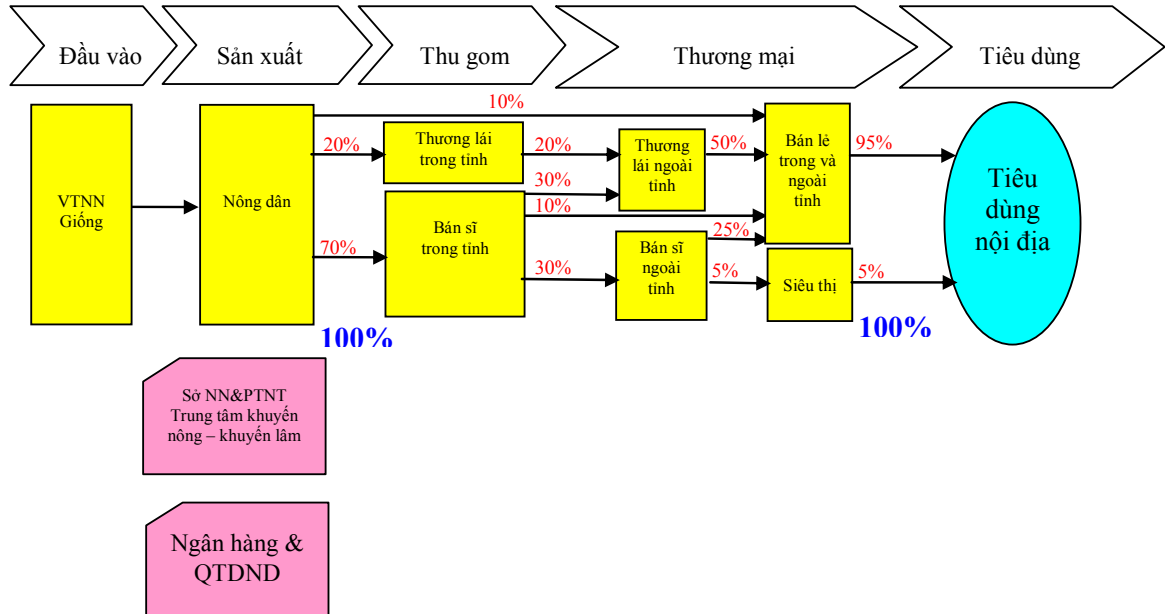 Đầu vào
Sản xuất
Thu gom
Thương mại
Tiêu dùng
VTNN
Giống
Nông dân
10%
20%
70%
100%
Thương lái
trong tỉnh
Bán sĩ
trong tỉnh
20%
30%
10%
30%
Thương
lái ngoài
tỉnh
Bán sĩ
ngoài
tỉnh
50%
25%
5%
Bán lẻ
trong và
ngoài
tỉnh
Siêu thị
95%
5%
100%
Tiêu
dùng
nội địa
Sở NN&PTNT
Trung tâm khuyến
nông – khuyến lâm
Ngân hàng &
QTDND